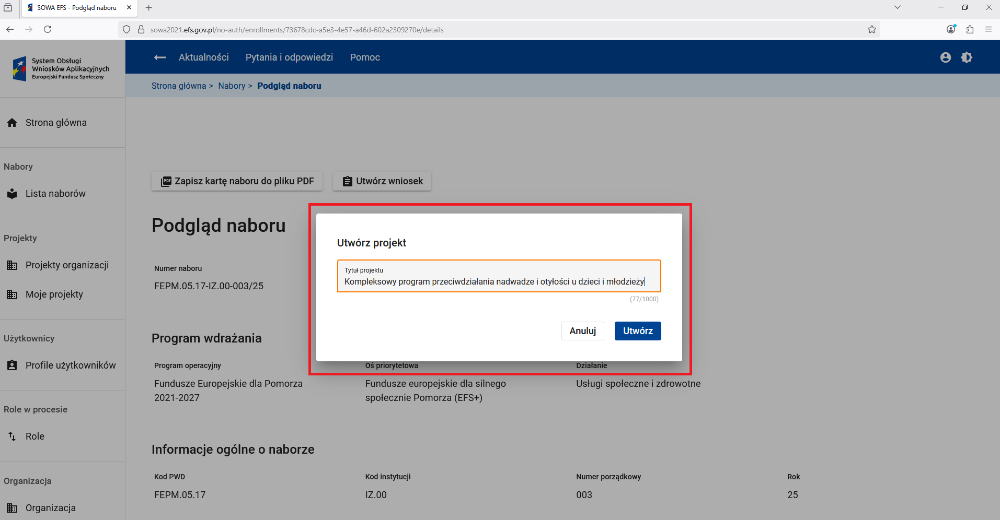 SOWA EFS - Podgląd naboru
sowa2021.efs.gov.pl/no-auth/enrollments/73678cdc-a5e3-4e57-a46d-602a2309270e/details
System Obsługi
Wniosków Aplikacyjnych
Europejski Fundusz Społeczny
Aktualności Pytania i odpowiedzi Pomoc
Strona główna > Nabory > Podgląd naboru
Strona główna
Nabory
Lista naborów
Projekty
Projekty organizacji
Moje projekty
Użytkownicy
Profile użytkowników
Role w procesie
Role
Organizacja
Organizacja
PDF Zapisz kartę naboru do pliku PDF Utwórz wniosek
Podgląd naboru
Numer naboru
FEPM.05.17-IZ.00-003/25
Utwórz projekt
Tytuł projektu
Kompleksowy program przeciwdziałania nadwadze i otyłości u dzieci i młodzieży
(77/1000)
Anuluj Utwórz
Program wdrażania
Program operacyjny Oś priorytetowa Działanie
Fundusze Europejskie dla Pomorza Fundusze europejskie dla silnego Usługi społeczne i zdrowotne
2021-2027 społecznie Pomorza (EFS+)
Informacje ogólne o naborze
Kod PWD Kod instytucji Numer porządkowy Rok
FEPM.05.17 IZ.00 003 25